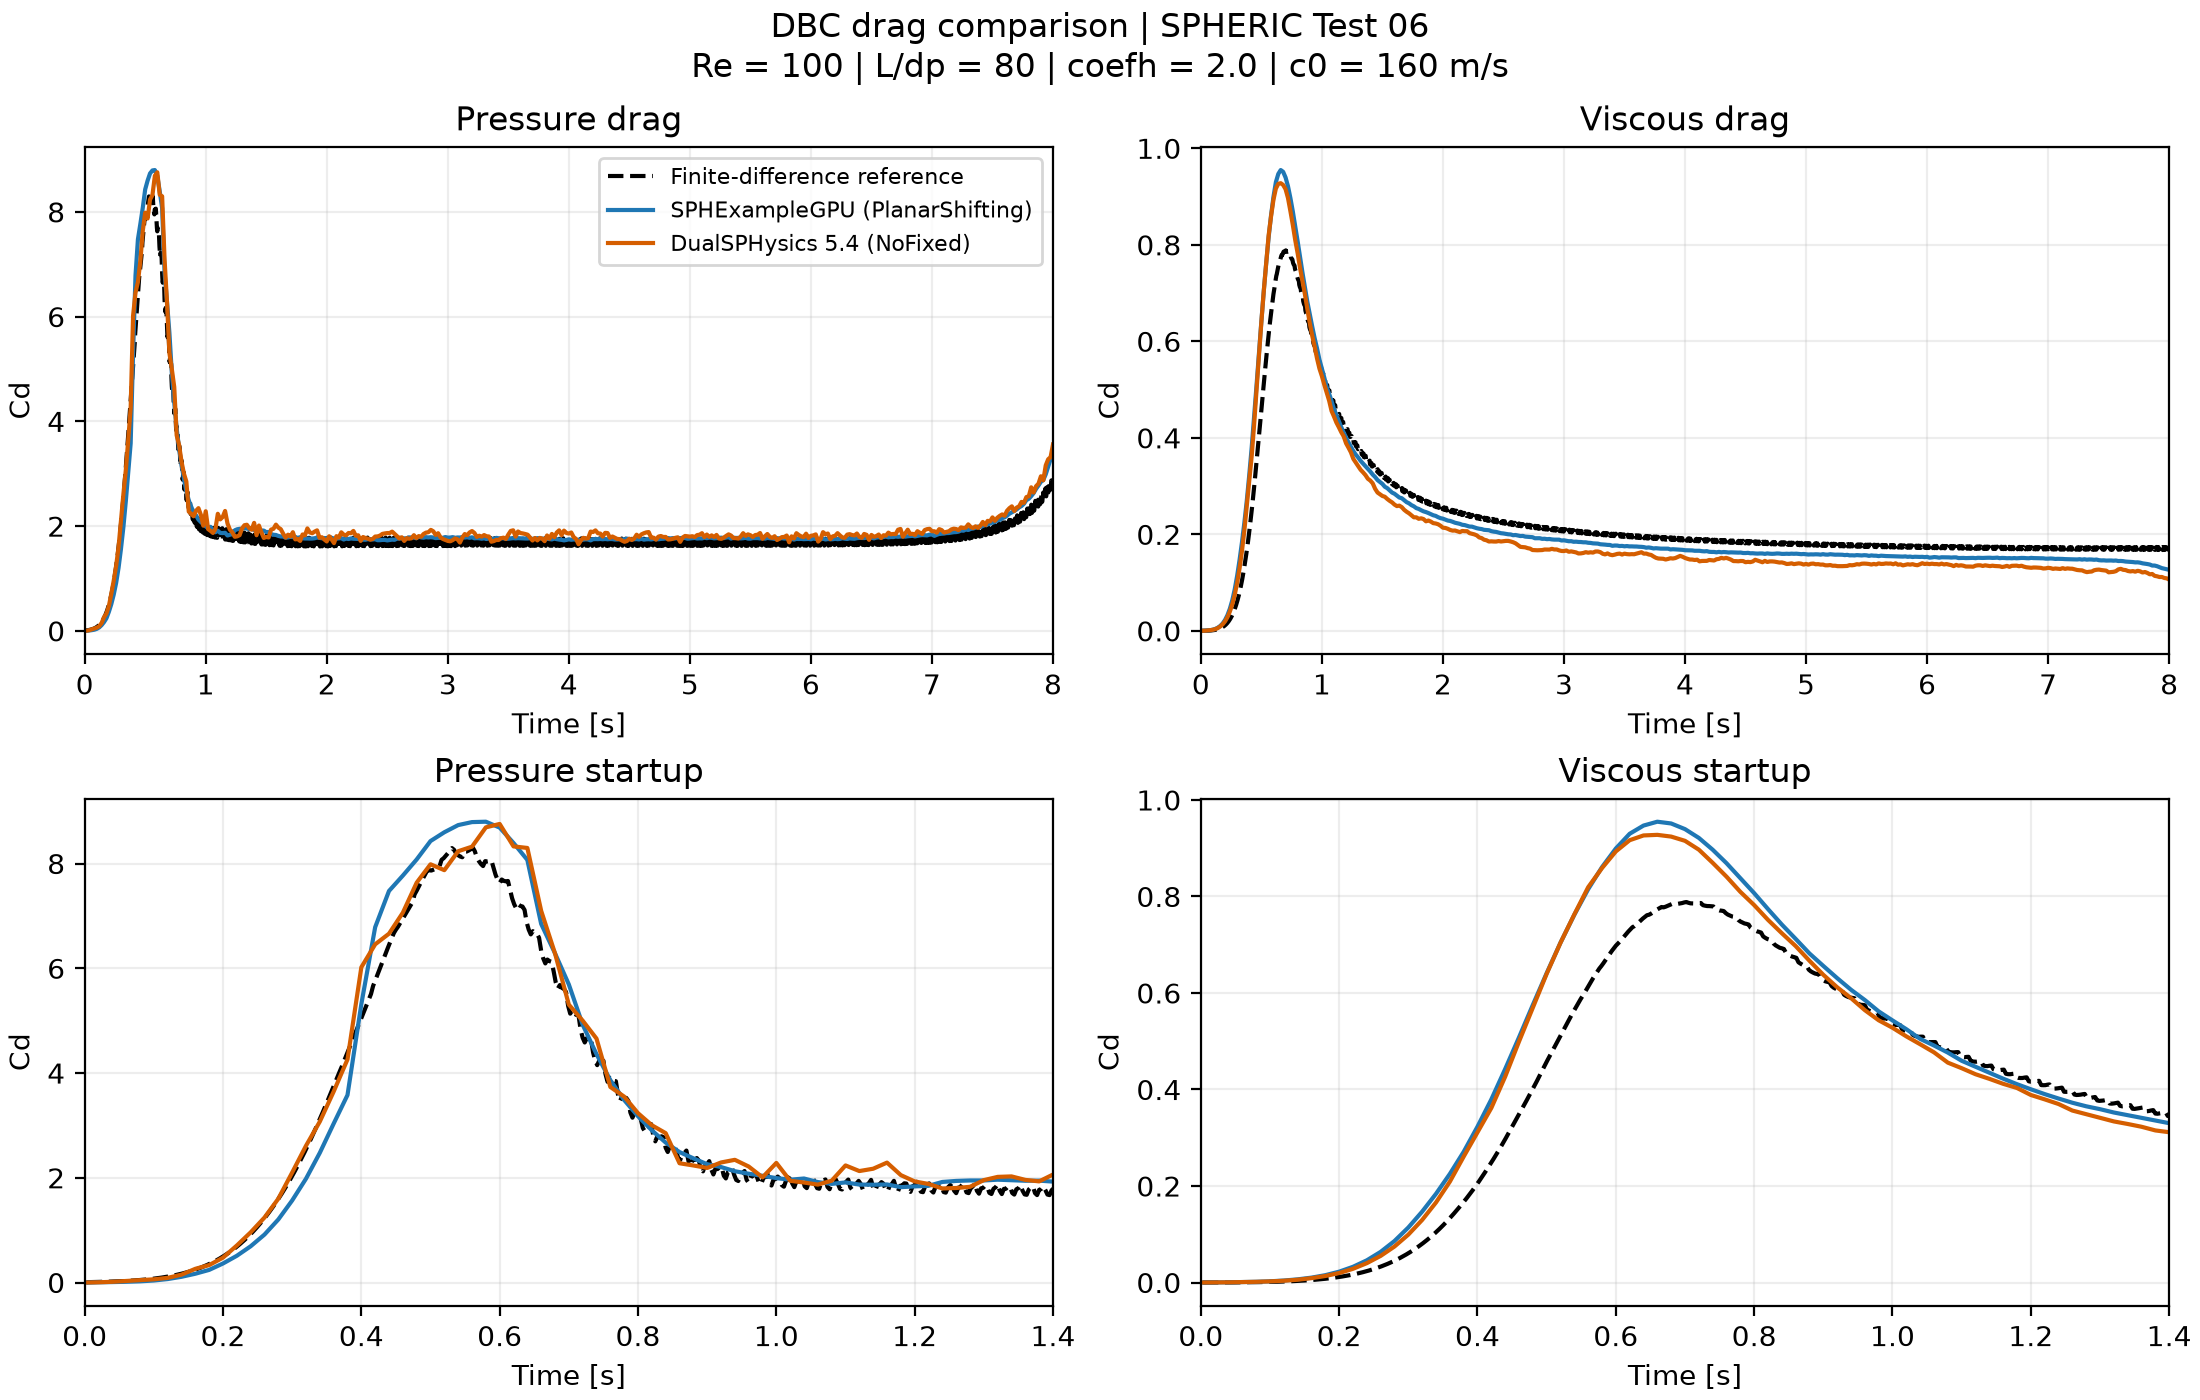 DBC drag comparison | SPHERIC Test 06
Re = 100 | L/dp = 80 | coefh = 2.0 | c0 = 160 m/s
Pressure drag
Cd
8
6
4
2
0
Finite-difference reference
SPHExampleGPU (PlanarShifting)
DualSPHysics 5.4 (NoFixed)
0 1 2 3 4 5 6 7 8
Time [s]
Viscous drag
Cd
1.0
0.8
0.6
0.4
0.2
0.0
0 1 2 3 4 5 6 7 8
Time [s]
Pressure startup
Cd
8
6
4
2
0
0.0 0.2 0.4 0.6 0.8 1.0 1.2 1.4
Time [s]
Viscous startup
Cd
1.0
0.8
0.6
0.4
0.2
0.0
0.0 0.2 0.4 0.6 0.8 1.0 1.2 1.4
Time [s]